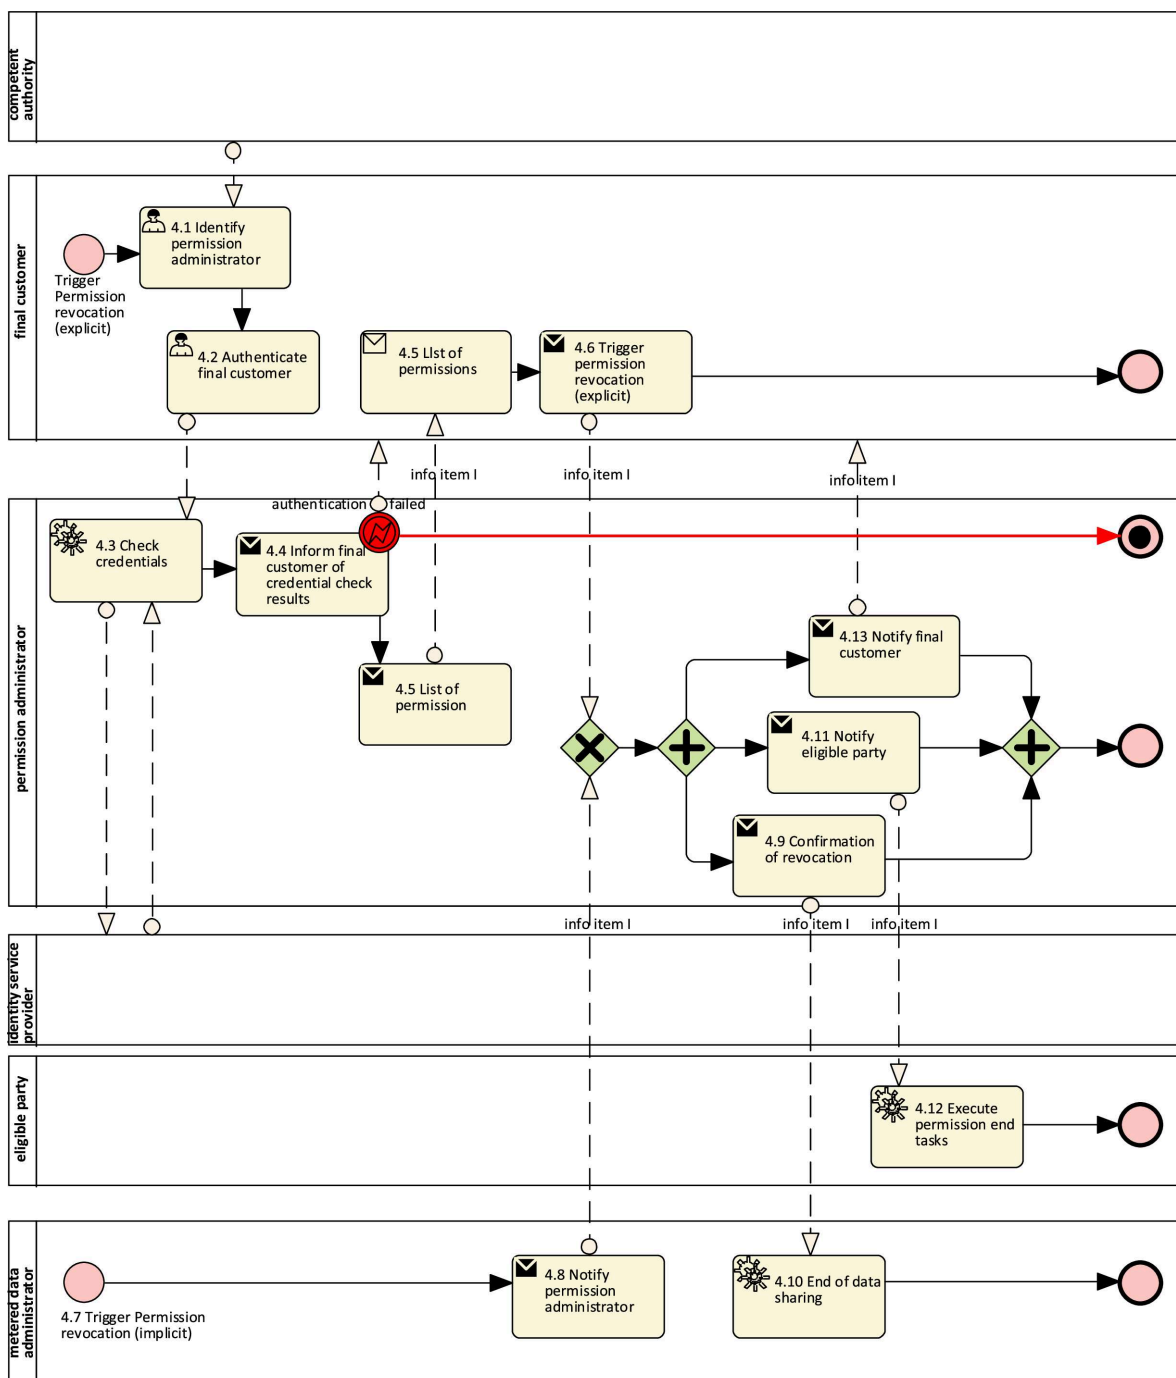 competent
authority
final customer
4.1 Identify
permission
administrator
Trigger
Permission
revocation
(explicit)
4.2 Authenticate
final customer
4.5 LIst of
permissions
4.6 Trigger
permission
revocation
(explicit)
info item I
info item I
info item I
permission administrator
authentication
failed
4.3 Check
credentials
4.4 Inform final
customer of
credential check
results
4.5 List of
permission
4.13 Notify final
customer
4.11 Notify
eligible party
4.9 Confirmation
of revocation
info item I
info item I
info item I
identity service
provider
eligible party
4.12 Execute
permission end
tasks
metered data
administrator
4.7 Trigger Permission
revocation (implicit)
4.8 Notify
permission
administrator
4.10 End of data
sharing